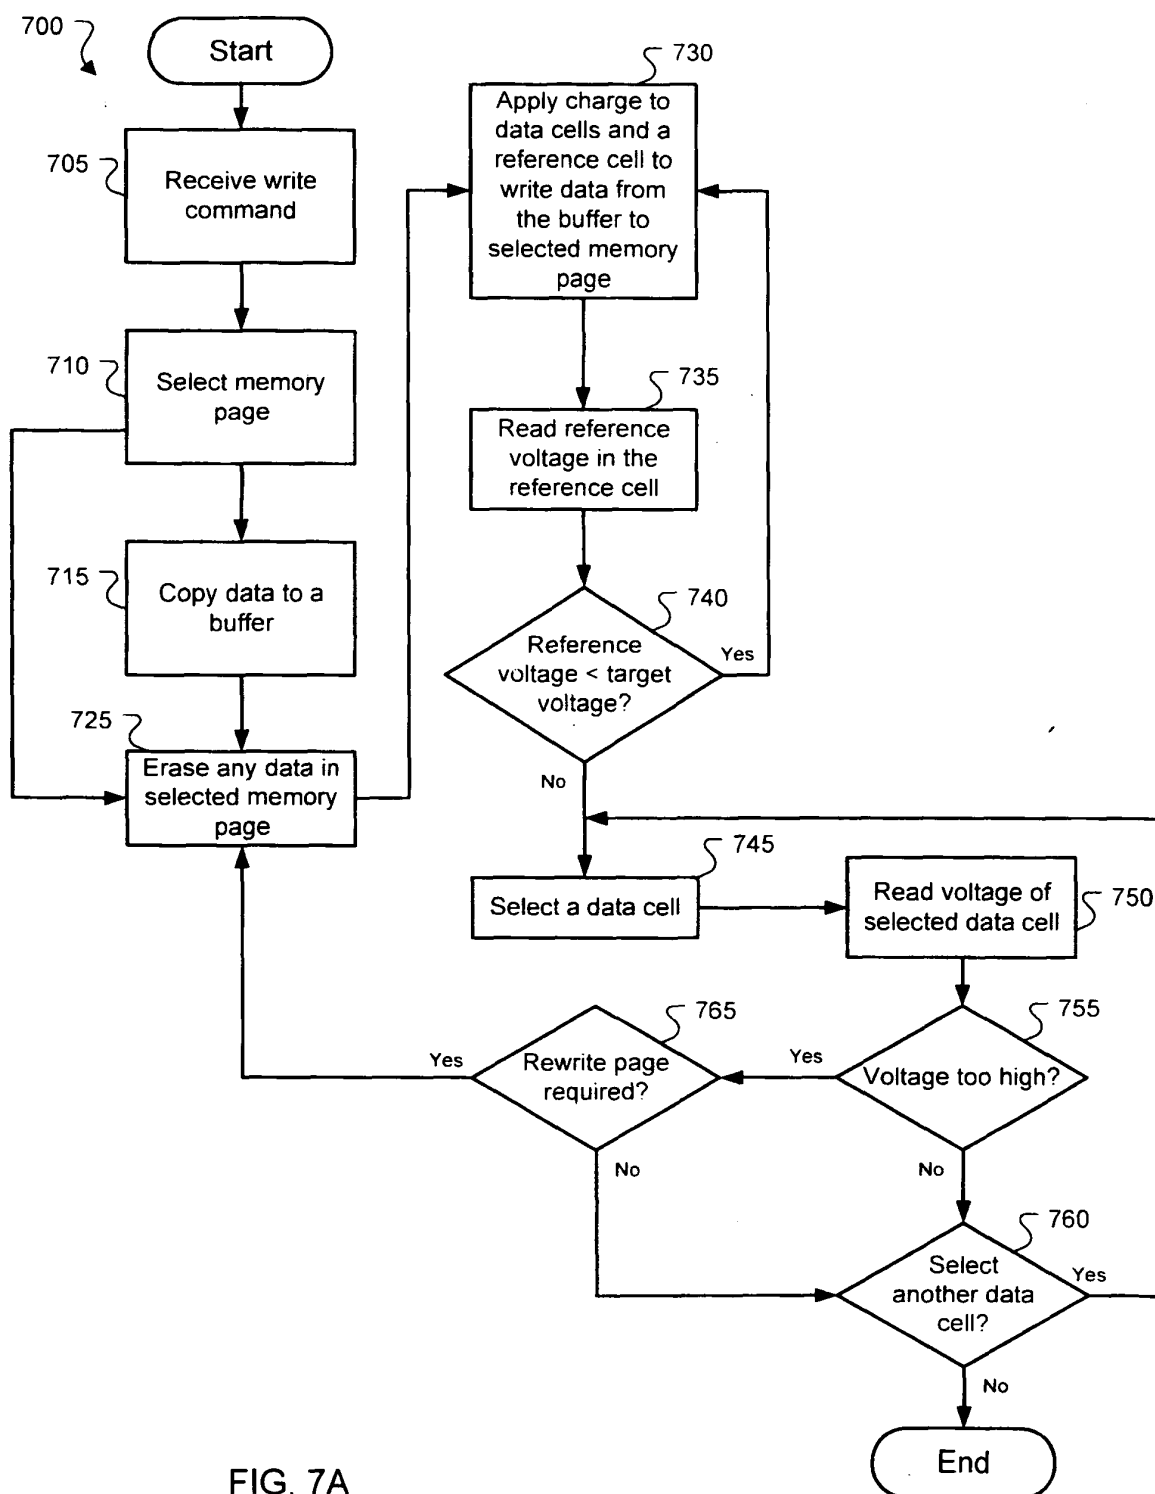 700
Start
705
Receive write
command
710
Select memory
page
715
Copy data to a
buffer
725
Erase any data in
selected memory
page
730
Apply charge to
data cells and a
reference cell to
write data from
the buffer to
selected memory
page
735
Read reference
voltage in the
reference cell
740
Reference
voltage < target
voltage?
Yes
No
745
Select a data cell
750
Read voltage of
selected data cell
755
Voltage too high?
Yes
No
765
Rewrite page
required?
Yes
No
760
Select
another data
cell?
Yes
No
End
FIG. 7A